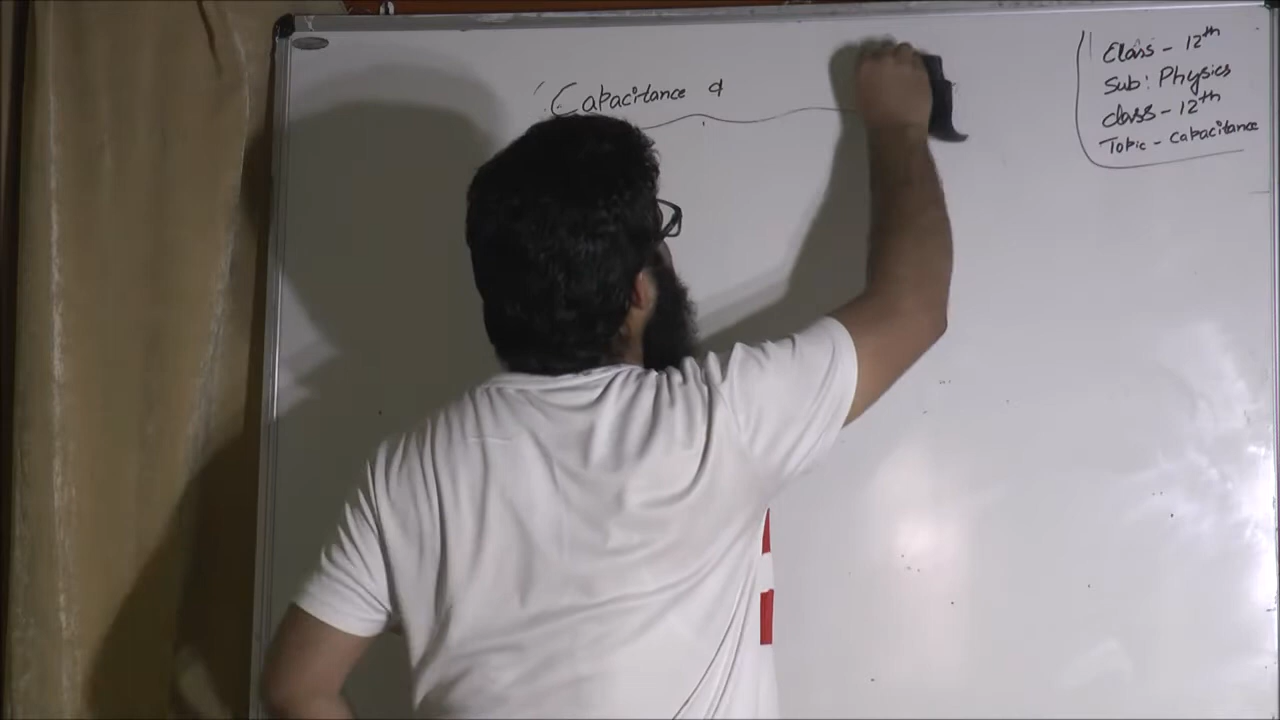 Capacitance &
Class - 12th
Sub: Physics
class - 12th
Topic - Capacitance